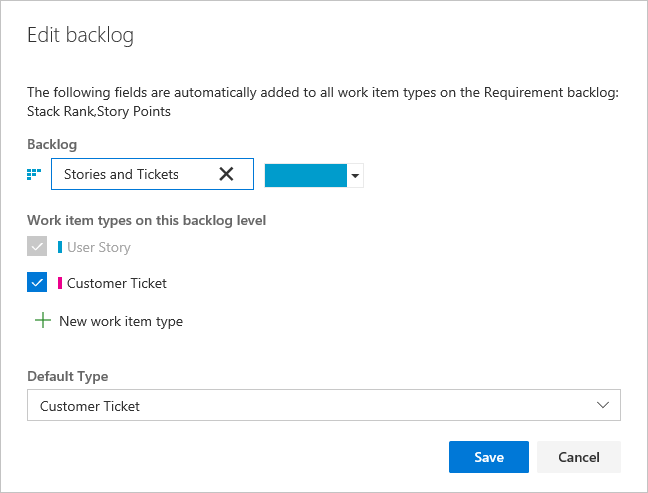 Edit backlog
The following fields are automatically added to all work item types on the Requirement backlog:
Stack Rank,Story Points
Backlog
Stories and Tickets
Work item types on this backlog level
User Story
Customer Ticket
New work item type
Default Type
Customer Ticket
Save Cancel